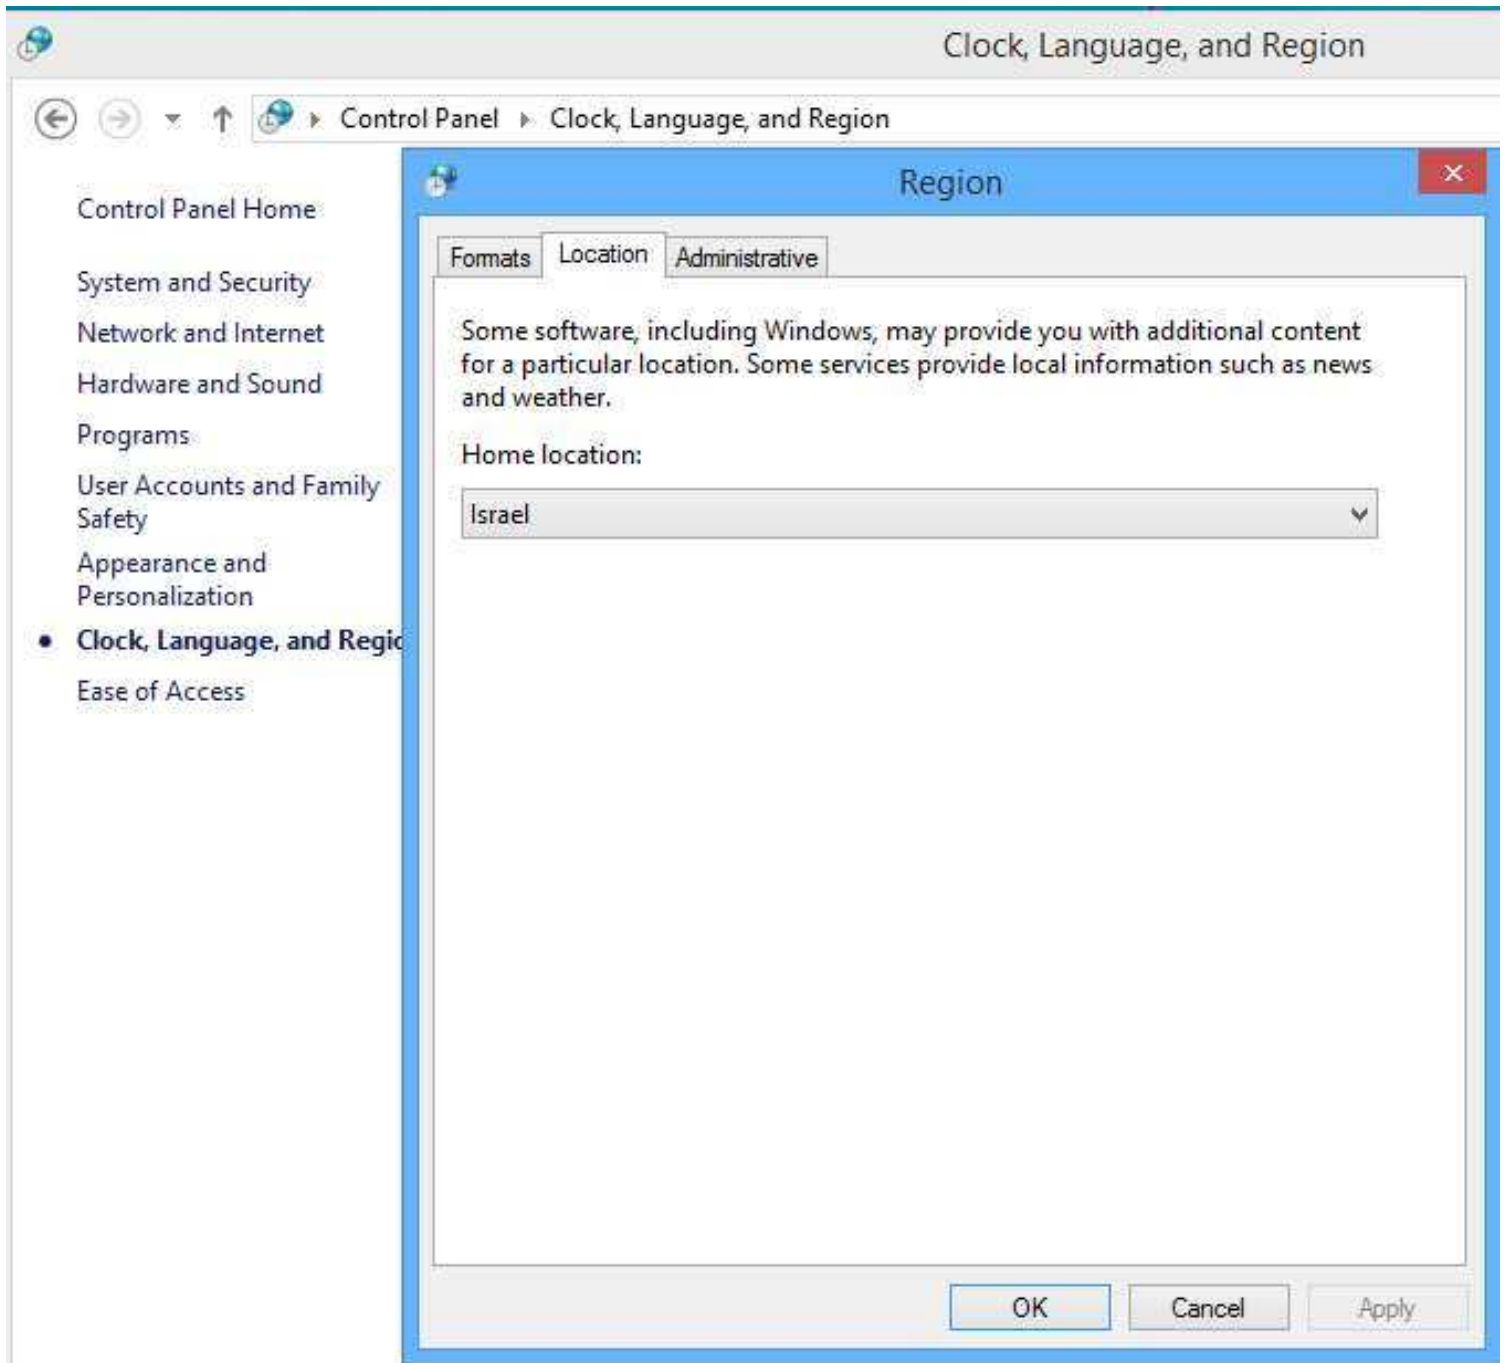 Clock, Language, and Region
Control Panel
Clock, Language, and Region
Control Panel Home
System and Security
Network and Internet
Hardware and Sound
Programs
User Accounts and Family
Safety
Appearance and
Personalization
Clock, Language, and Regio
Ease of Access
Region
Formats
Location
Administrative
Some software, including Windows, may provide you with additional content
for a particular location. Some services provide local information such as news
and weather.
Home location:
Israel
OK
Cancel
Apply